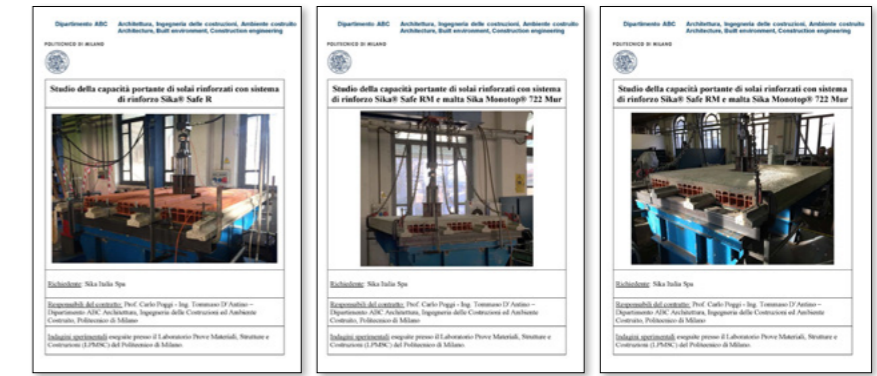 Dipartimento ABC Architettura, Ingegneria delle costruzioni, Ambiente costruito
Architecture, Built environment, Construction engineering
POLITECNICO DI MILANO
Studio della capacità portante di solai rinforzati con sistema
di rinforzo Sika® Safe R
Richiedente: Sika Italia Spa
Responsabili del contratto: Prof. Carlo Poggi - Ing. Tommaso D'Antino –
Dipartimento ABC Architettura, Ingegneria delle Costruzioni ed Ambiente
Costruito, Politecnico di Milano
Indagini sperimentali eseguite presso il Laboratorio Prove Materiali, Strutture e
Costruzioni (LPMSC) del Politecnico di Milano.
Dipartimento ABC Architettura, Ingegneria delle costruzioni, Ambiente costruito
Architecture, Built environment, Construction engineering
POLITECNICO DI MILANO
Studio della capacità portante di solai rinforzati con sistema
di rinforzo Sika® Safe RM e malta Sika Monotop® 722 Mur
Richiedente: Sika Italia Spa
Responsabili del contratto: Prof. Carlo Poggi - Ing. Tommaso D'Antino –
Dipartimento ABC Architettura, Ingegneria delle Costruzioni ed Ambiente
Costruito, Politecnico di Milano
Indagini sperimentali eseguite presso il Laboratorio Prove Materiali, Strutture e
Costruzioni (LPMSC) del Politecnico di Milano.
Dipartimento ABC Architettura, Ingegneria delle costruzioni, Ambiente costruito
Architecture, Built environment, Construction engineering
POLITECNICO DI MILANO
Studio della capacità portante di solai rinforzati con sistema
di rinforzo Sika® Safe RM e malta Sika Monotop® 722 Mur
Richiedente: Sika Italia Spa
Responsabili del contratto: Prof. Carlo Poggi - Ing. Tommaso D'Antino –
Dipartimento ABC Architettura, Ingegneria delle Costruzioni ed Ambiente
Costruito, Politecnico di Milano
Indagini sperimentali eseguite presso il Laboratorio Prove Materiali, Strutture e
Costruzioni (LPMSC) del Politecnico di Milano.